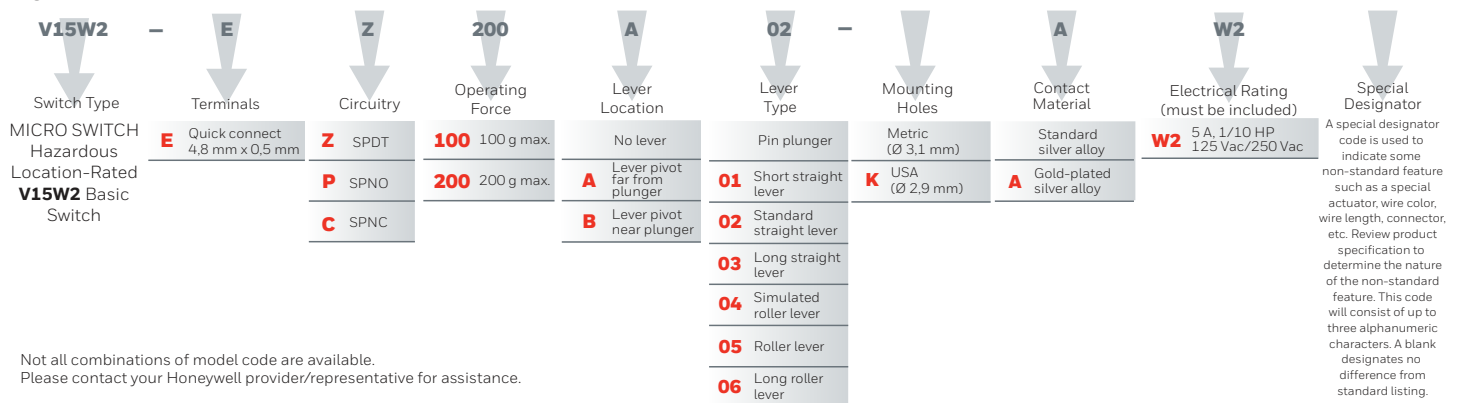 V15W2 – E Z 200 A 02 – A W2
Switch Type
MICRO SWITCH
Hazardous
Location-Rated
V15W2 Basic
Switch
Terminals
E Quick connect
4,8 mm x 0,5 mm
Circuitry
Z SPDT
P SPNO
C SPNC
Operating
Force
100 100 g max.
200 200 g max.
Lever
Location
No lever
A Lever pivot
far from
plunger
B Lever pivot
near plunger
Lever
Type
Pin plunger
01 Short straight
lever
02 Standard
straight lever
03 Long straight
lever
04 Simulated
roller lever
05 Roller lever
06 Long roller
lever
Mounting
Holes
Metric
(Ø 3,1 mm)
K USA
(Ø 2,9 mm)
Contact
Material
Standard
silver alloy
A Gold-plated
silver alloy
Electrical Rating
(must be included)
W2 5 A, 1/10 HP
125 Vac/250 Vac
Special
Designator
A special designator
code is used to
indicate some
non-standard feature
such as a special
actuator, wire color,
wire length, connector,
etc. Review product
specification to
determine the nature
of the non-standard
feature. This code
will consist of up to
three alphanumeric
characters. A blank
designates no
difference from
standard listing.
Not all combinations of model code are available.
Please contact your Honeywell provider/representative for assistance.